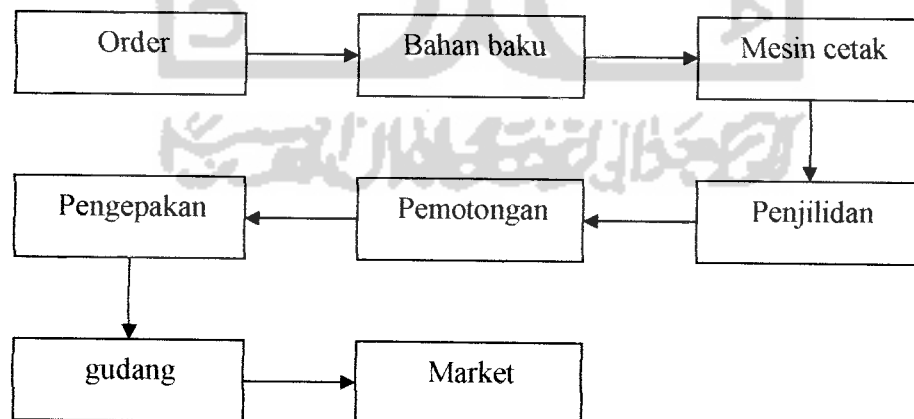 Order
Bahan baku
Mesin cetak
Penjilidan
Pemotongan
Pengepakan
gudang
Market